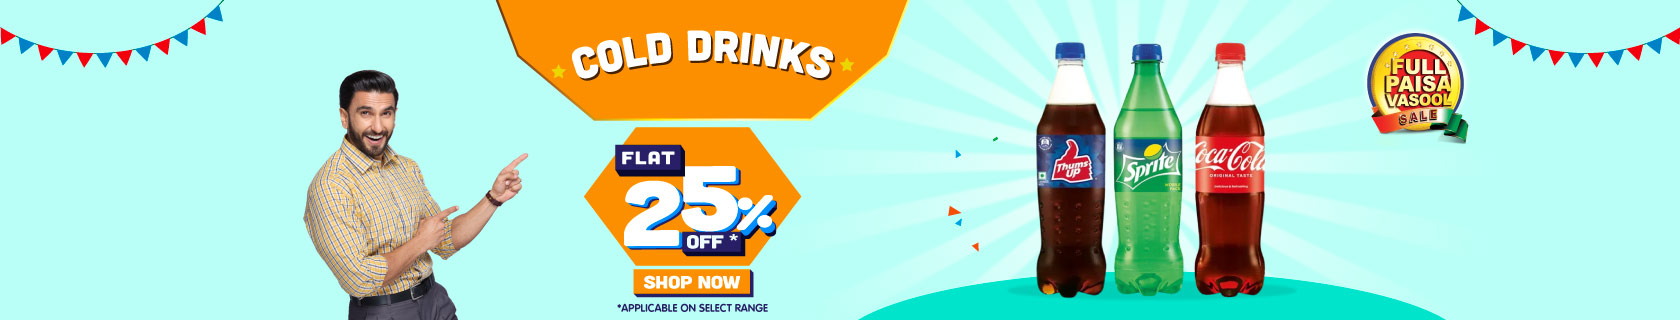 COLD DRINKS
FLAT
25%
OFF *
SHOP NOW
*APPLICABLE ON SELECT RANGE
Thums
UP
Sprite
Coca-Cola
ORIGINAL TASTE
FULL
PAISA
VASOOL
SALE